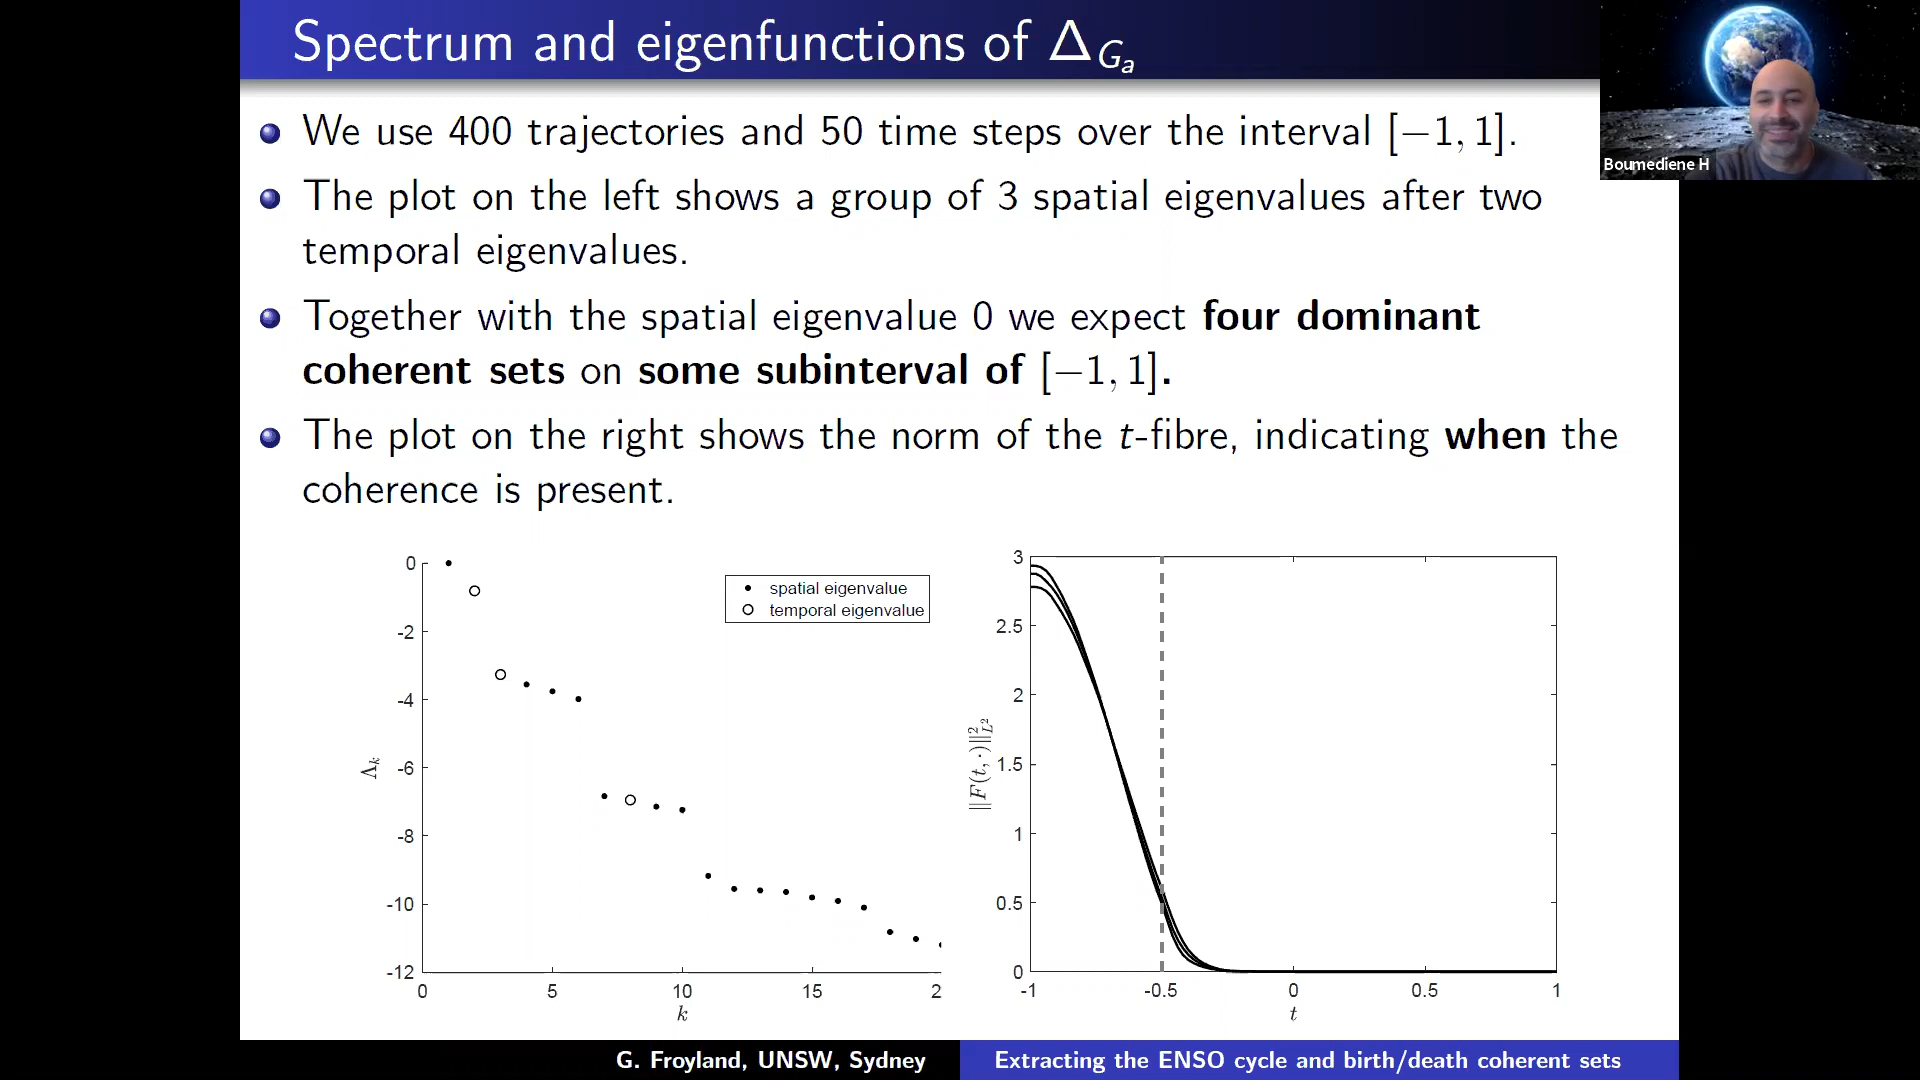 Spectrum and eigenfunctions of Δ_{G_a}
We use 400 trajectories and 50 time steps over the interval [−1, 1].
The plot on the left shows a group of 3 spatial eigenvalues after two
temporal eigenvalues.
Together with the spatial eigenvalue 0 we expect four dominant
coherent sets on some subinterval of [−1, 1].
The plot on the right shows the norm of the t-fibre, indicating when the
coherence is present.
Boumediene H
0
-2
-4
-6
-8
-10
-12
Λ_k
0 5 10 15 2
k
spatial eigenvalue
temporal eigenvalue
3
2.5
2
1.5
1
0.5
0
||F(t, ·)||²_{L²}
-1 -0.5 0 0.5 1
t
G. Froyland, UNSW, Sydney
Extracting the ENSO cycle and birth/death coherent sets